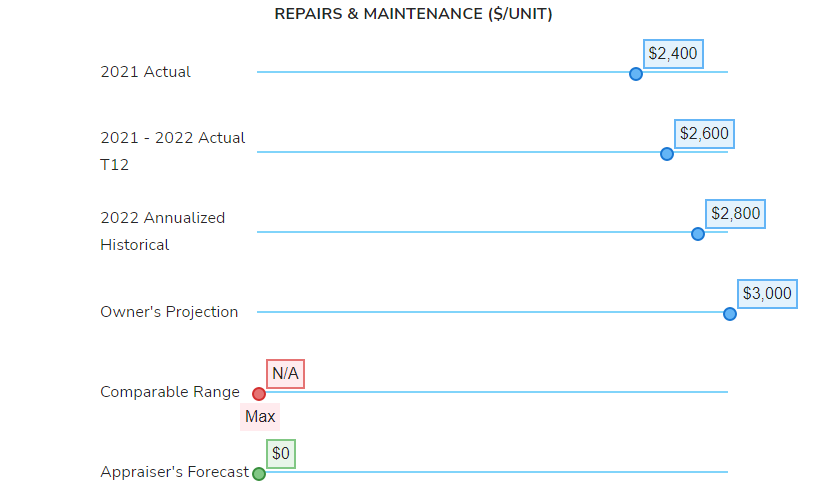 REPAIRS & MAINTENANCE ($/UNIT)
2021 Actual
$2,400
2021 - 2022 Actual
T12
$2,600
2022 Annualized
Historical
$2,800
Owner's Projection
$3,000
Comparable Range
N/A
Max
Appraiser's Forecast
$0